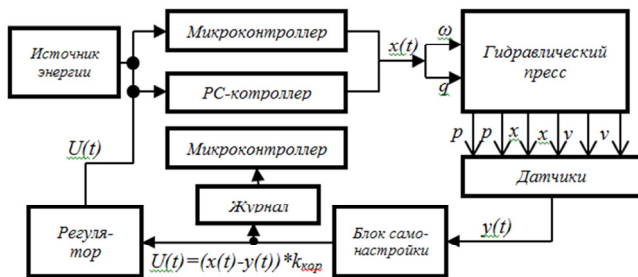 Источник
энергии
Микроконтроллер
PC-котроллер
x(t)
ω
q
Гидравлический
пресс
p p x x v v
U(t)
Микроконтроллер
Журнал
Датчики
y(t)
Регуля-
тор
Блок само-
настройки
U(t)=(x(t)-y(t))*kкор